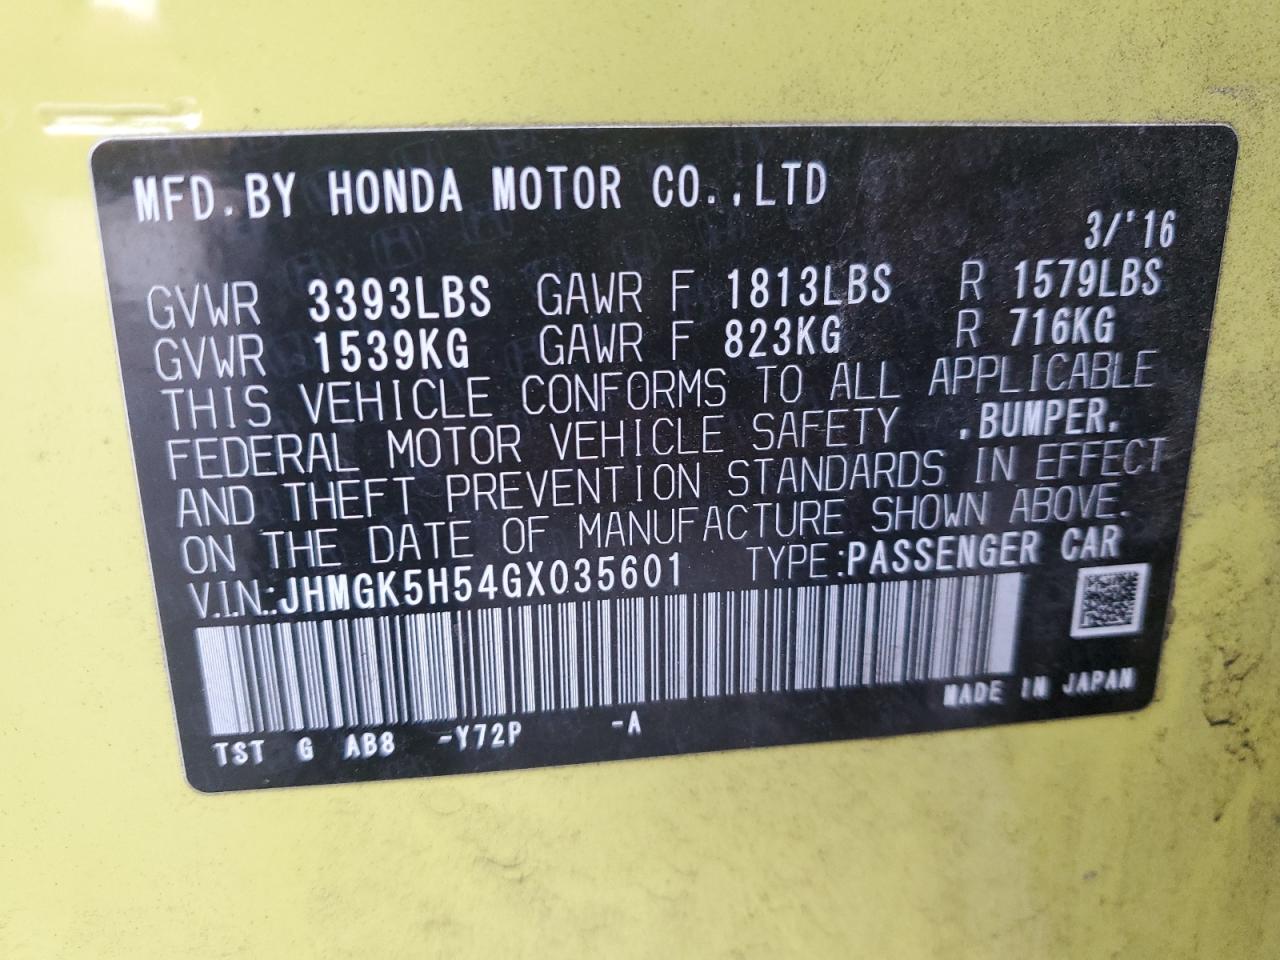 MFD.BY HONDA MOTOR CO.,LTD
3/'16
GVWR 3393LBS GAWR F 1813LBS R 1579LBS
GVWR 1539KG GAWR F 823KG R 716KG
THIS VEHICLE CONFORMS TO ALL APPLICABLE
FEDERAL MOTOR VEHICLE SAFETY .BUMPER.
AND THEFT PREVENTION STANDARDS IN EFFECT
ON THE DATE OF MANUFACTURE SHOWN ABOVE.
V.I.N.:JHMGK5H54GX035601 TYPE:PASSENGER CAR
MADE IN JAPAN
TST G AB8 -Y72P -A